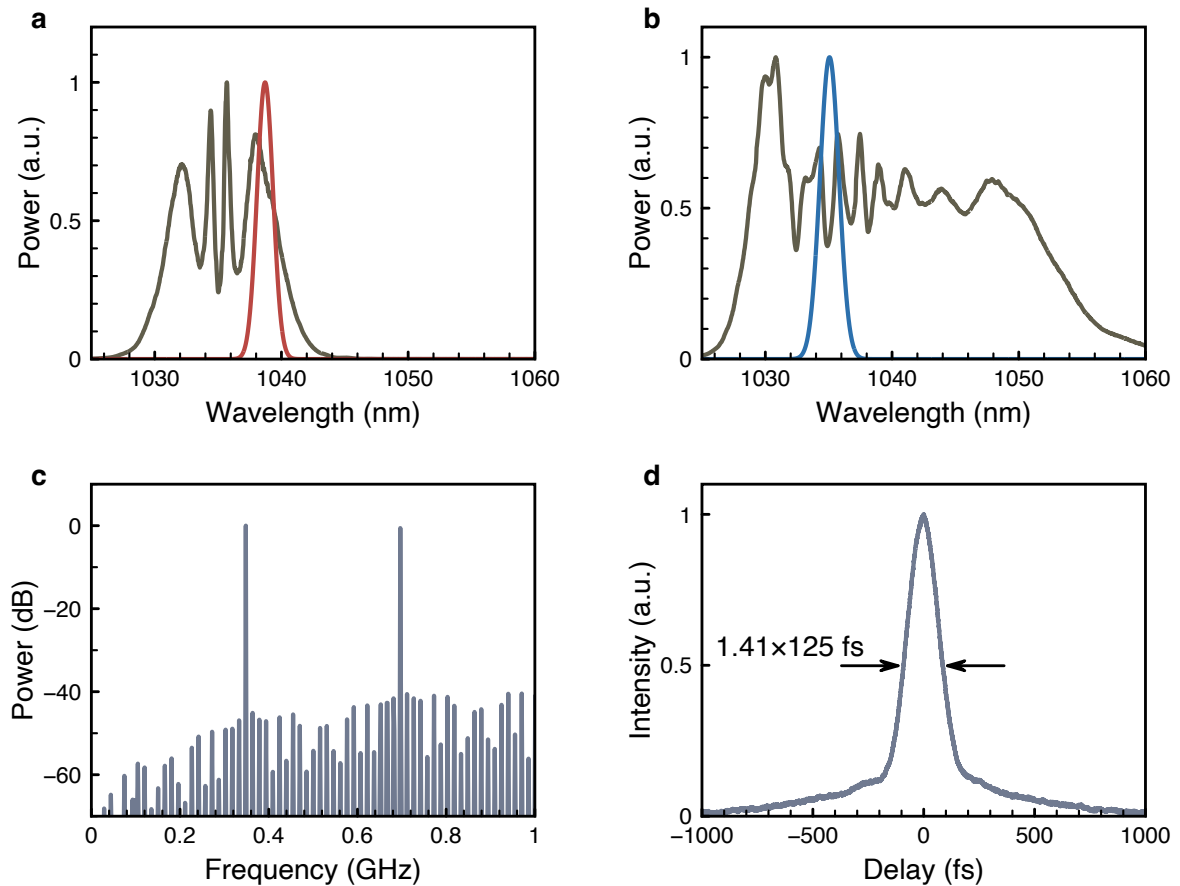 a
1
0.5
0
Power (a.u.)
1030 1040 1050 1060
Wavelength (nm)
b
1
0.5
0
Power (a.u.)
1030 1040 1050 1060
Wavelength (nm)
c
0
−20
−40
−60
Power (dB)
0 0.2 0.4 0.6 0.8 1
Frequency (GHz)
d
1
0.5
0
Intensity (a.u.)
1.41×125 fs
−1000 −500 0 500 1000
Delay (fs)